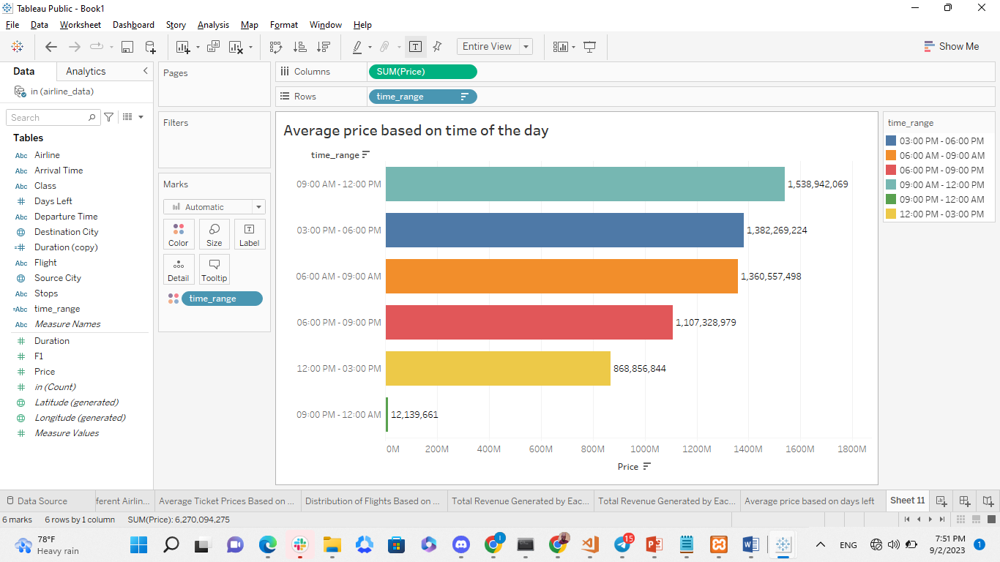 Tableau Public - Book1
File Data Worksheet Dashboard Story Analysis Map Format Window Help
Entire View
Show Me
Data Analytics
in (airline_data)
Search
Tables
Abc Airline
Abc Arrival Time
Abc Class
# Days Left
Abc Departure Time
Destination City
=# Duration (copy)
Abc Flight
Source City
Abc Stops
=Abc time_range
Abc Measure Names
# Duration
# F1
# Price
# in (Count)
Latitude (generated)
Longitude (generated)
# Measure Values
Pages
Filters
Marks
Automatic
Color Size Label
Detail Tooltip
time_range
Columns SUM(Price)
Rows time_range
Average price based on time of the day
time_range
09:00 AM - 12:00 PM 1,538,942,069
03:00 PM - 06:00 PM 1,382,269,224
06:00 AM - 09:00 AM 1,360,557,498
06:00 PM - 09:00 PM 1,107,328,979
12:00 PM - 03:00 PM 868,856,844
09:00 PM - 12:00 AM 12,139,661
0M 200M 400M 600M 800M 1000M 1200M 1400M 1600M 1800M
Price
time_range
03:00 PM - 06:00 PM
06:00 AM - 09:00 AM
06:00 PM - 09:00 PM
09:00 AM - 12:00 PM
09:00 PM - 12:00 AM
12:00 PM - 03:00 PM
Data Source ferent Airlin... Average Ticket Prices Based on ... Distribution of Flights Based on ... Total Revenue Generated by Eac... Total Revenue Generated by Eac... Average price based on days left Sheet 11
6 marks 6 rows by 1 column SUM(Price): 6,270,094,275
78°F
Heavy rain
15
ENG
7:51 PM
9/2/2023
1